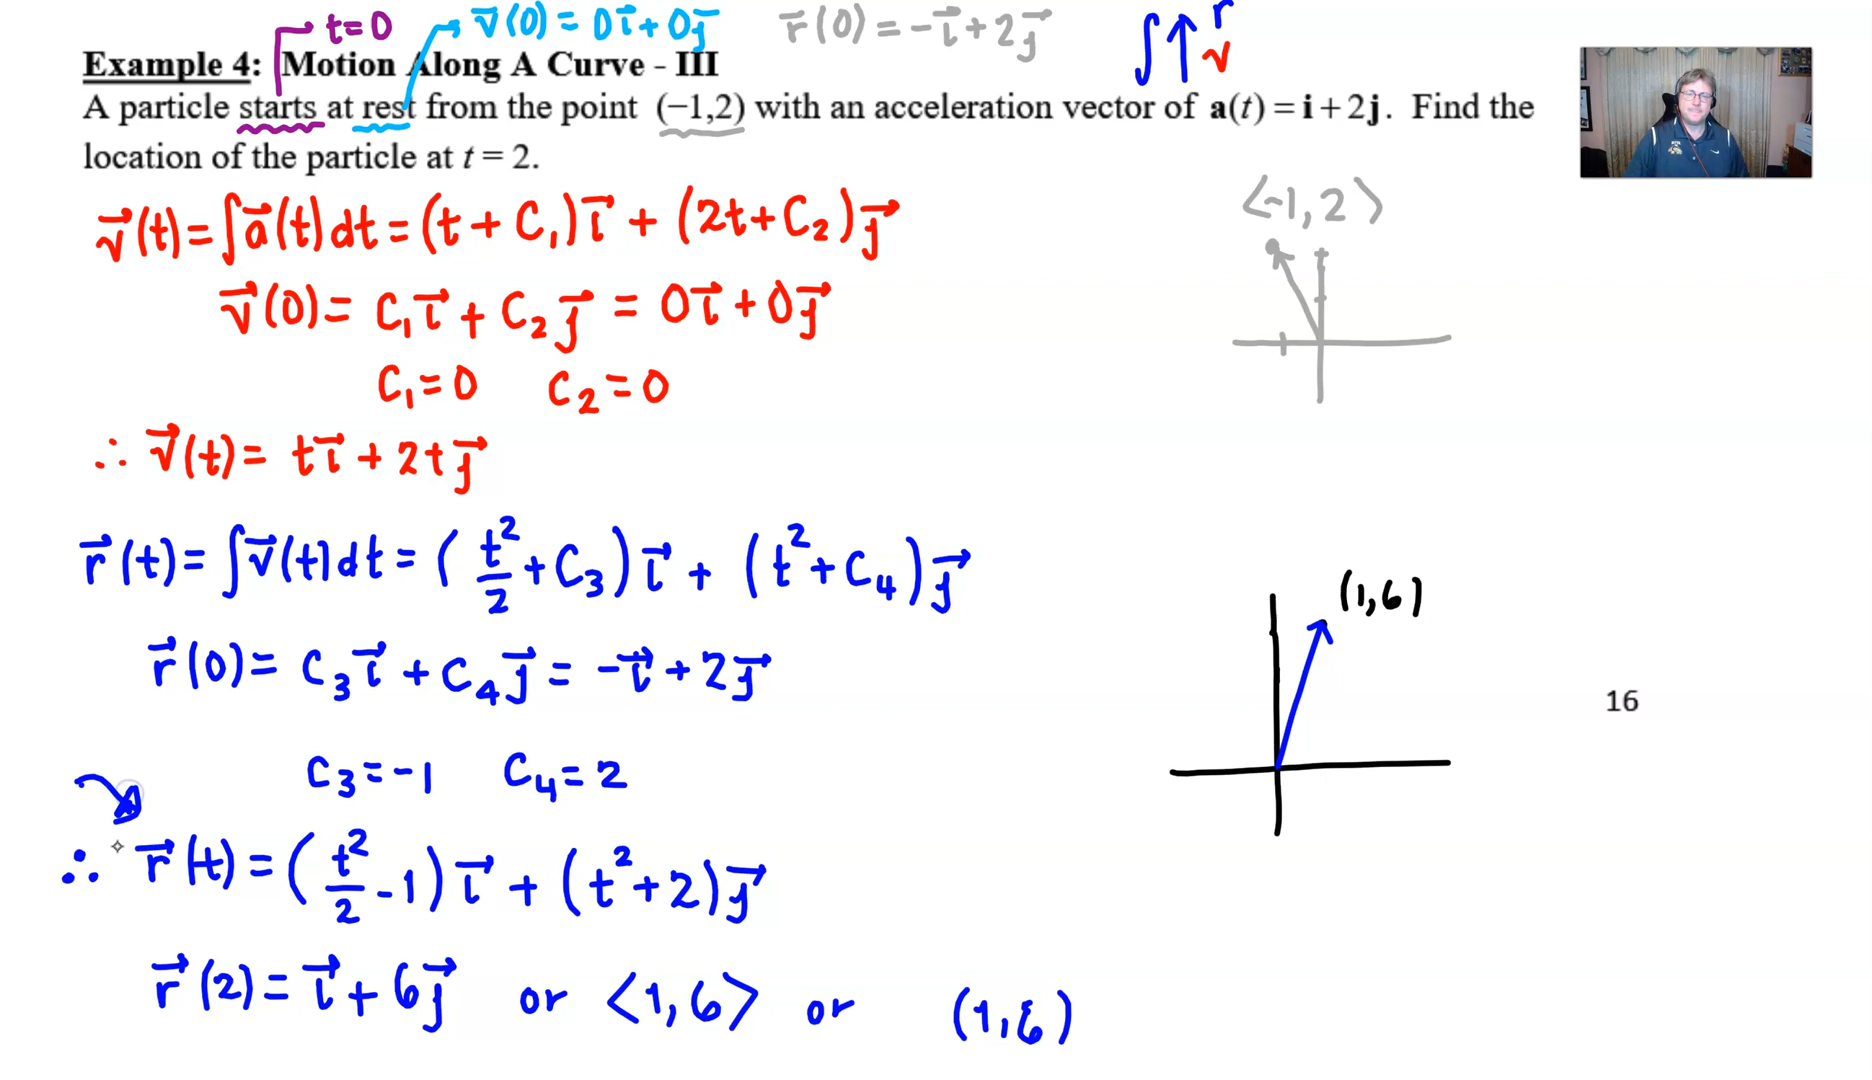 t=0
v⃗(0) = 0i⃗ + 0j⃗
r⃗(0) = -i⃗ + 2j⃗
∫ ↑ r
v
Example 4: Motion Along A Curve - III
A particle starts at rest from the point (−1,2) with an acceleration vector of a(t) = i + 2j. Find the
location of the particle at t = 2.
v⃗(t) = ∫a⃗(t)dt = (t + C₁)i⃗ + (2t + C₂)j⃗
<-1, 2>
v⃗(0) = C₁i⃗ + C₂j⃗ = 0i⃗ + 0j⃗
C₁ = 0 C₂ = 0
∴ v⃗(t) = ti⃗ + 2tj⃗
r⃗(t) = ∫v⃗(t)dt = (t²/2 + C₃)i⃗ + (t² + C₄)j⃗
(1,6)
r⃗(0) = C₃i⃗ + C₄j⃗ = -i⃗ + 2j⃗
16
C₃ = -1 C₄ = 2
∴ r⃗(t) = (t²/2 - 1)i⃗ + (t² + 2)j⃗
r⃗(2) = i⃗ + 6j⃗ or <1,6> or (1,6)